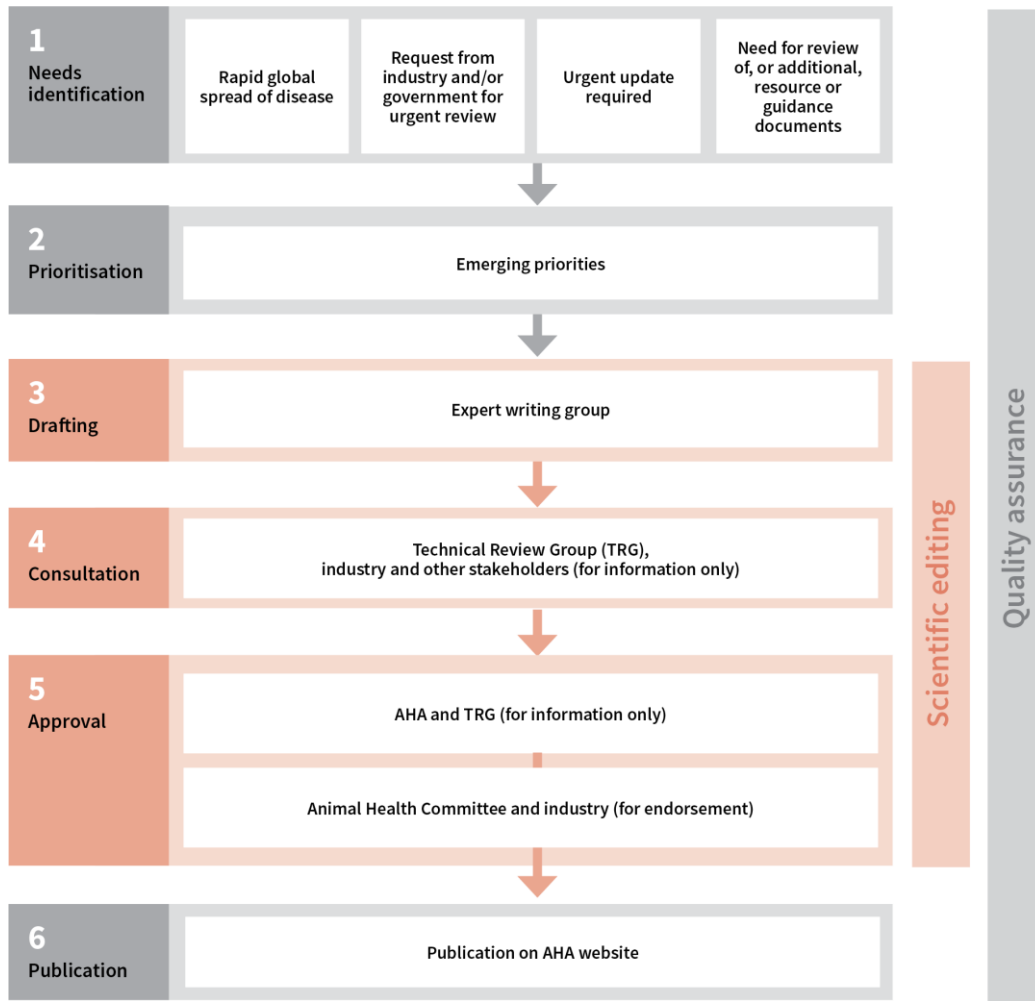 1
Needs
identification
Rapid global
spread of disease
Request from
industry and/or
government for
urgent review
Urgent update
required
Need for review
of, or additional,
resource or
guidance
documents
2
Prioritisation
Emerging priorities
3
Drafting
Expert writing group
4
Consultation
Technical Review Group (TRG),
industry and other stakeholders (for information only)
5
Approval
AHA and TRG (for information only)
Animal Health Committee and industry (for endorsement)
6
Publication
Publication on AHA website
Scientific editing
Quality assurance